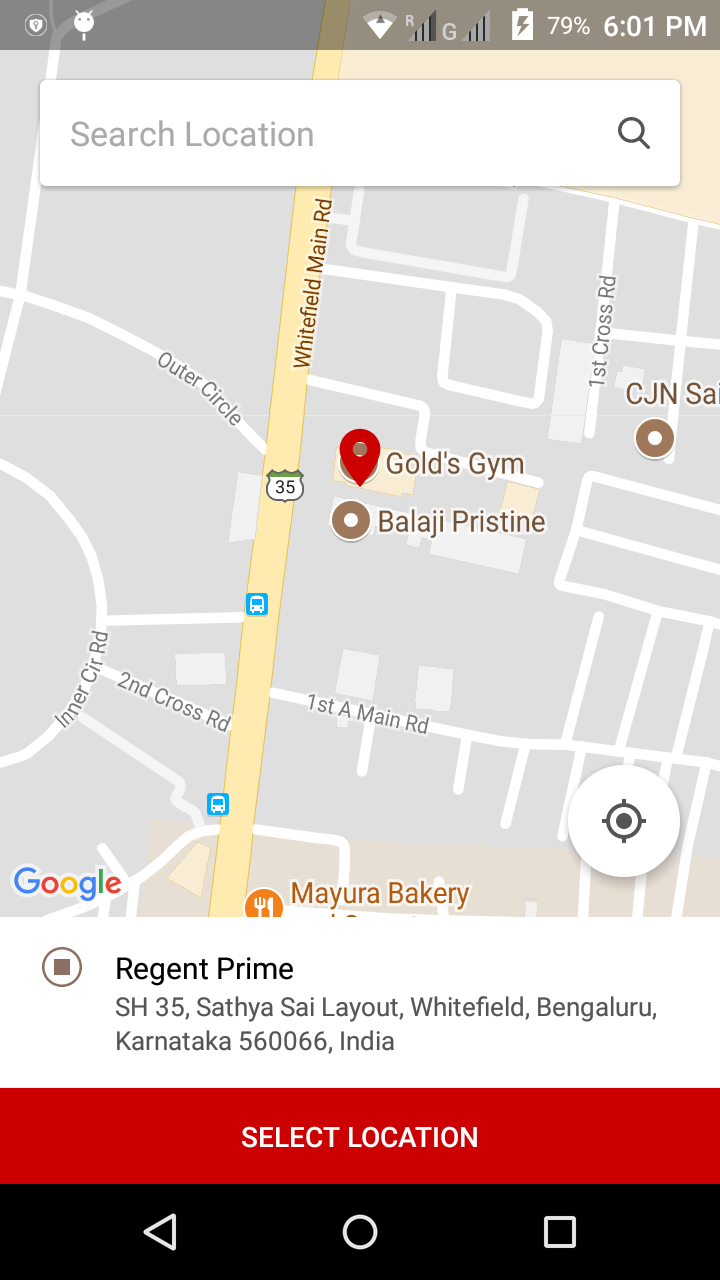 R G 79% 6:01 PM
Search Location
Whitefield Main Rd
1st Cross Rd
Outer Circle
CJN Sai
Gold's Gym
35
Balaji Pristine
Inner Cir Rd
2nd Cross Rd
1st A Main Rd
Google
Mayura Bakery
Regent Prime
SH 35, Sathya Sai Layout, Whitefield, Bengaluru,
Karnataka 560066, India
SELECT LOCATION